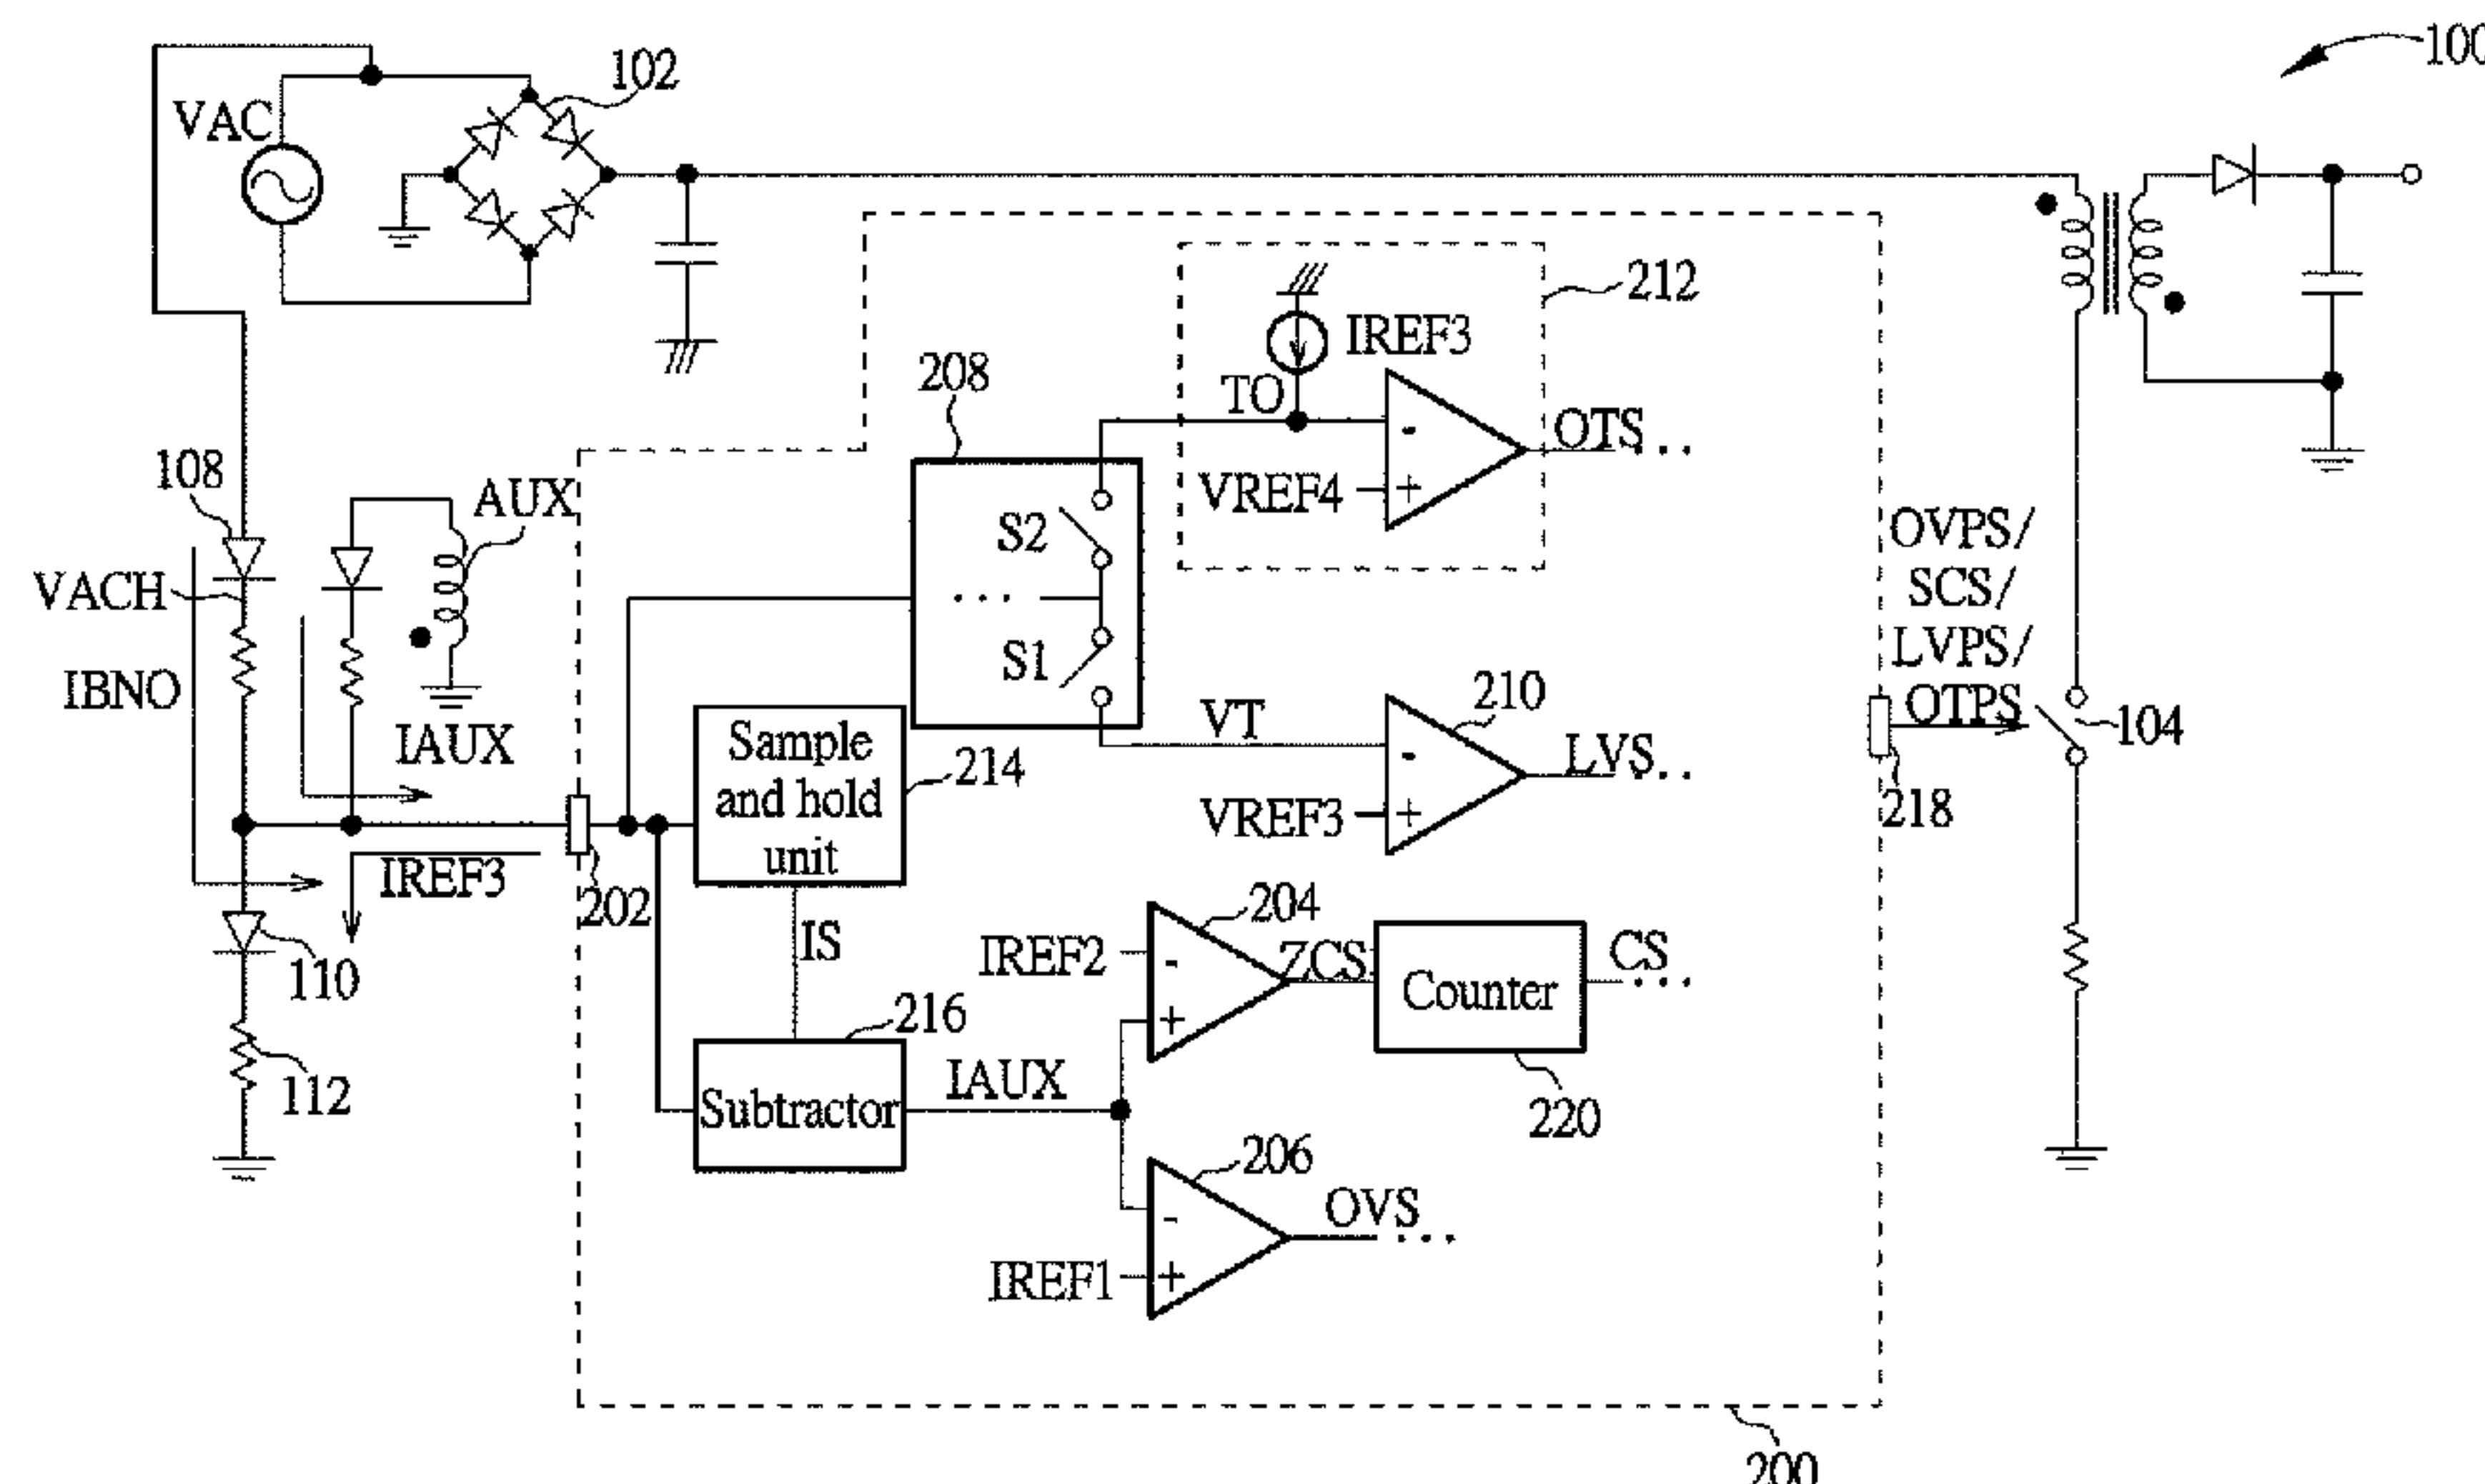 100
102
VAC
212
IREF3
208
TO
OTS...
108
AUX
VREF4
-
+
S2
OVPS/
SCS/
LVPS/
OTPS
VACH
...
S1
210
IBNO
VT
104
IAUX
Sample
and hold
unit
214
-
LVS...
VREF3
+
218
IREF3
202
204
IS
IREF2
-
ZCS
CS...
110
Counter
+
216
112
IAUX
Subtractor
220
206
OVS...
-
IREF1
+
200